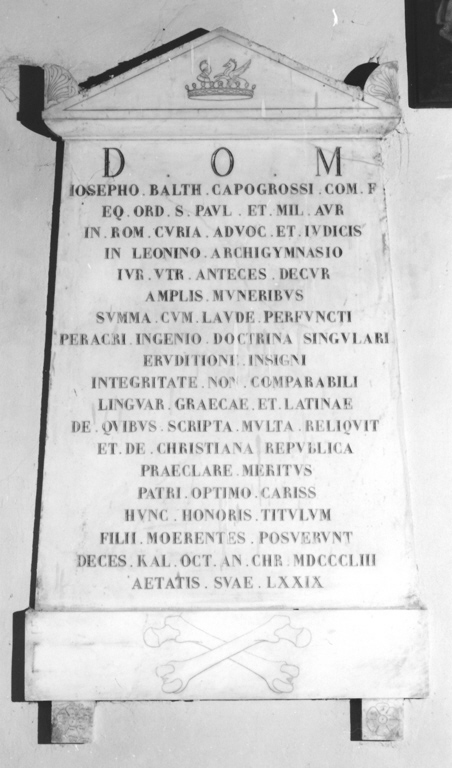 D . O . M
IOSEPHO . BALTH . CAPOGROSSI . COM . F
EQ . ORD . S . PAVL . ET . MIL . AVR
IN . ROM . CVRIA . ADVOC . ET . IVDICIS
IN LEONINO . ARCHIGYMNASIO
IVR . VTR . ANTECES . DECVR
AMPLIS . MVNERIBVS
SVMMA . CVM . LAVDE . PERFVNCTI
PERACRI . INGENIO . DOCTRINA SINGVLARI
ERVDITIONE . INSIGNI
INTEGRITATE . NON . COMPARABILI
LINGVAR . GRAECAE . ET . LATINAE
DE . QVIBVS . SCRIPTA . MVLTA . RELIQVIT
ET . DE . CHRISTIANA REPVLLICA
PRAECLARE . MERITVS
PATRI . OPTIMO . CARISS
HVNC . HONORIS . TITVLVM
FILII . MOERENTES . POSVERVNT
DECES . KAL . OCT . AN . CHR . MDCCCLIII
AETATIS . SVAE . LXXIX